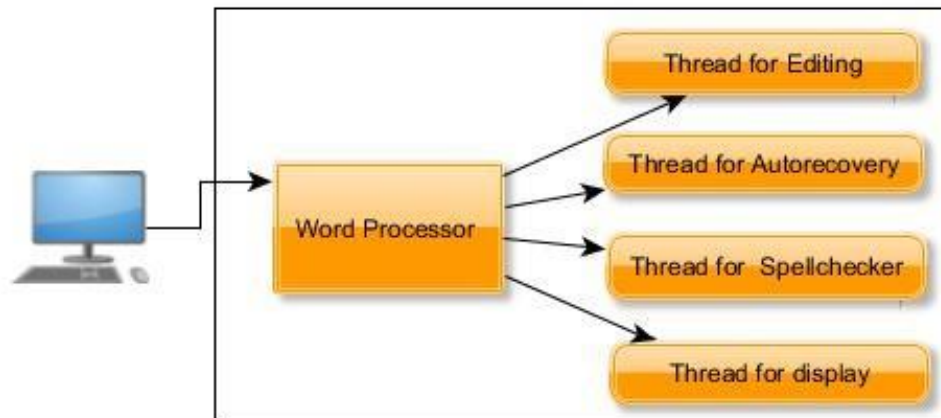 Thread for Editing
Thread for Autorecovery
Word Processor
Thread for Spellchecker
Thread for display